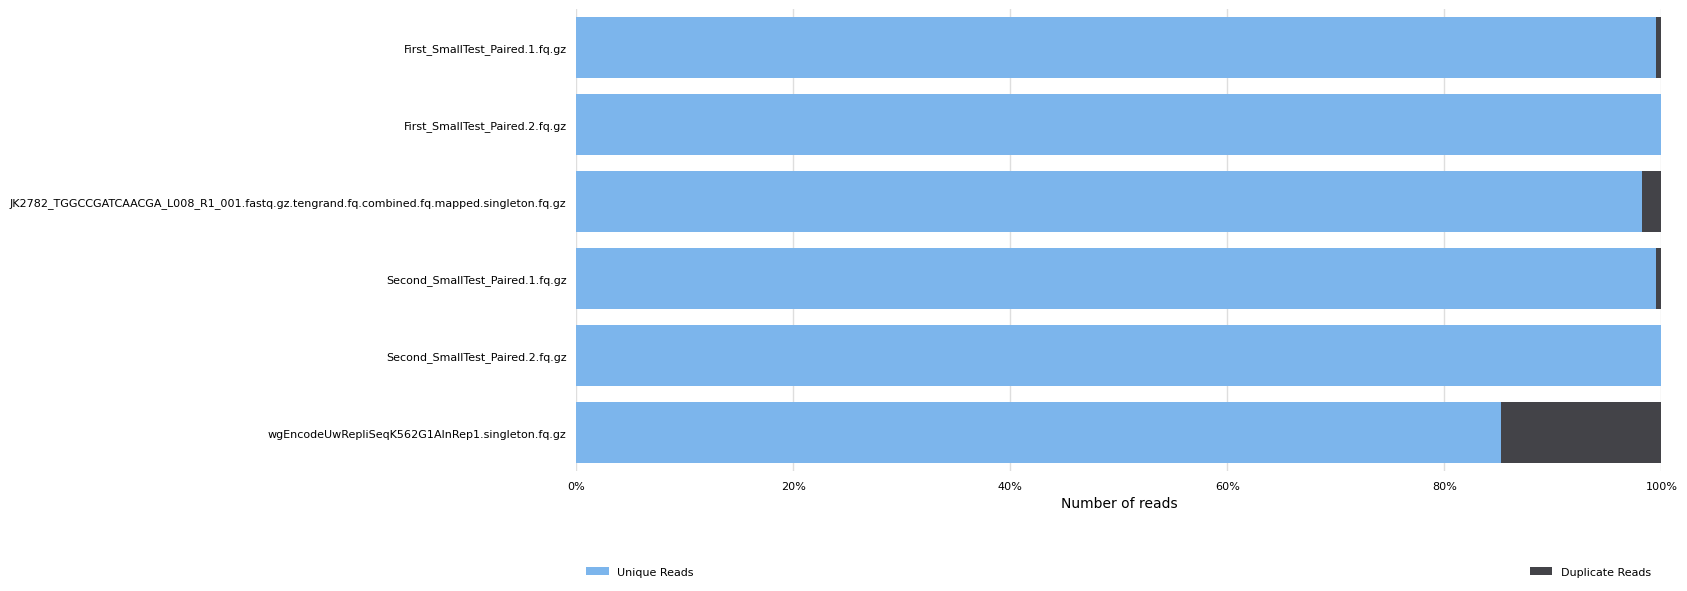 First_SmallTest_Paired.1.fq.gz
First_SmallTest_Paired.2.fq.gz
JK2782_TGGCCGATCAACGA_L008_R1_001.fastq.gz.tengrand.fq.combined.fq.mapped.singleton.fq.gz
Second_SmallTest_Paired.1.fq.gz
Second_SmallTest_Paired.2.fq.gz
wgEncodeUwRepliSeqK562G1AlnRep1.singleton.fq.gz
0% 20% 40% 60% 80% 100%
Number of reads
Unique Reads Duplicate Reads